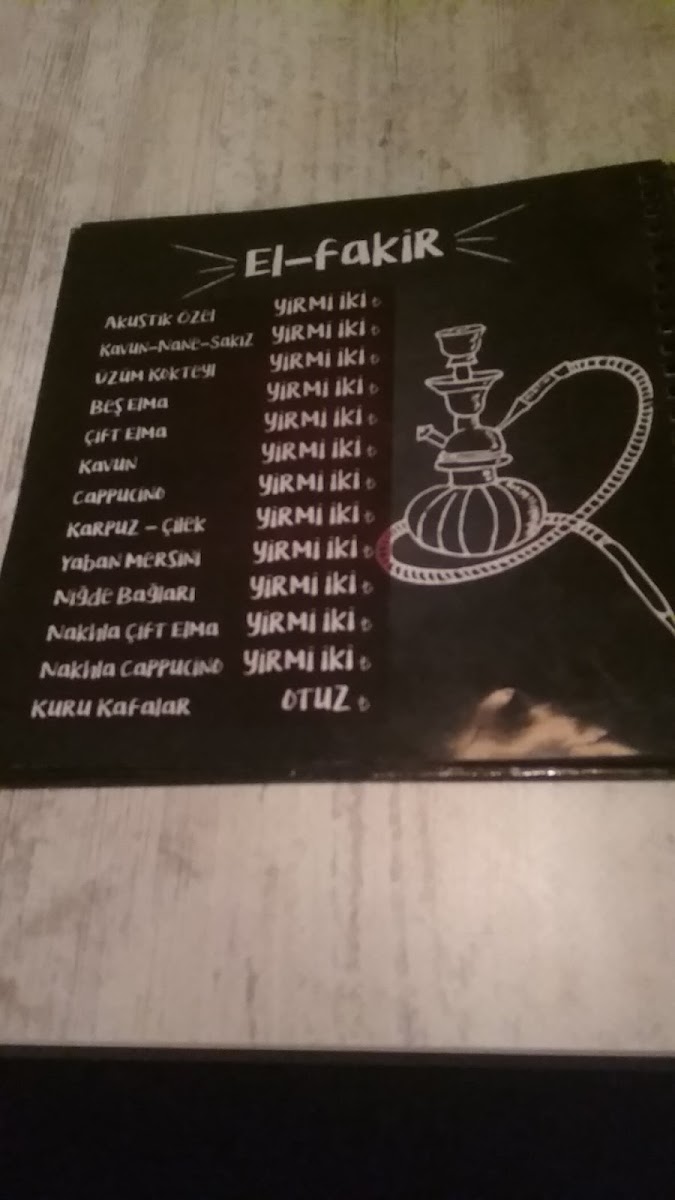 El-fakir
Akustik Özel yirmi iki ₺
Kavun-Nane-Sakız yirmi iki ₺
Üzüm Kokteyl yirmi iki ₺
Beş Elma yirmi iki ₺
Çift Elma yirmi iki ₺
Kavun yirmi iki ₺
Cappucino yirmi iki ₺
Karpuz - Çilek yirmi iki ₺
Yaban Mersini yirmi iki ₺
Niğde Bağları yirmi iki ₺
Nakhla Çift Elma yirmi iki ₺
Nakhla Cappucino yirmi iki ₺
Kuru Kafalar otuz ₺